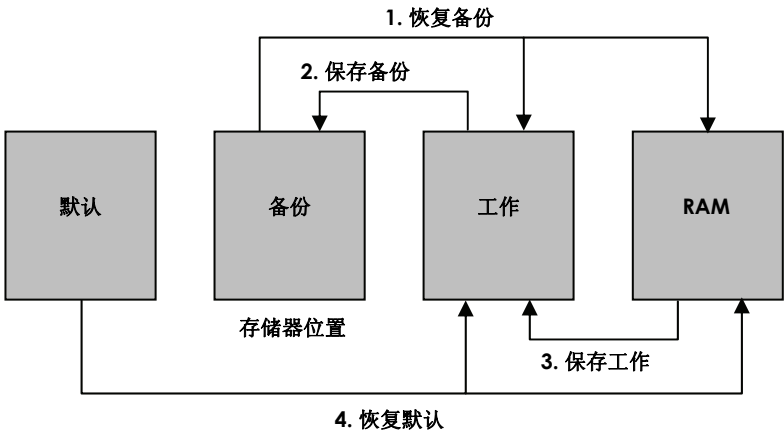 1. 恢复备份
2. 保存备份
默认
备份
工作
RAM
存储器位置
3. 保存工作
4. 恢复默认